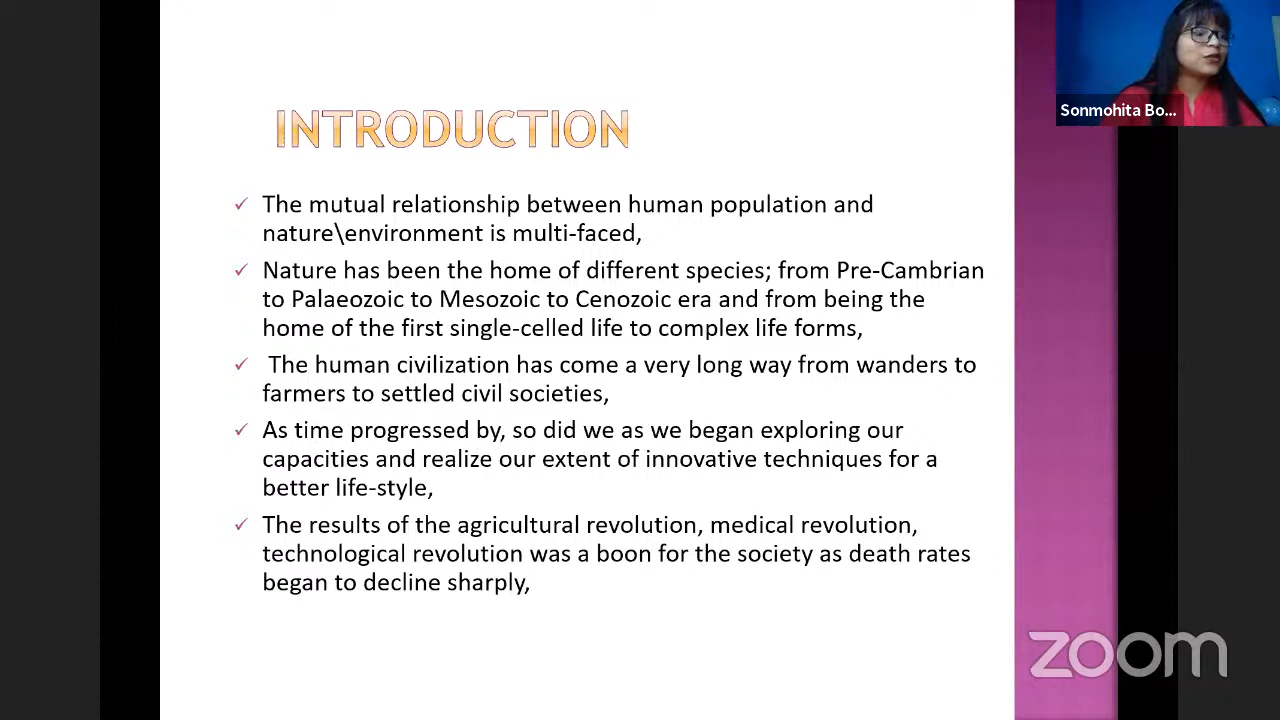 INTRODUCTION
The mutual relationship between human population and
nature\environment is multi-faced,
Nature has been the home of different species; from Pre-Cambrian
to Palaeozoic to Mesozoic to Cenozoic era and from being the
home of the first single-celled life to complex life forms,
The human civilization has come a very long way from wanders to
farmers to settled civil societies,
As time progressed by, so did we as we began exploring our
capacities and realize our extent of innovative techniques for a
better life-style,
The results of the agricultural revolution, medical revolution,
technological revolution was a boon for the society as death rates
began to decline sharply,
Sonmohita Bo...
zoom